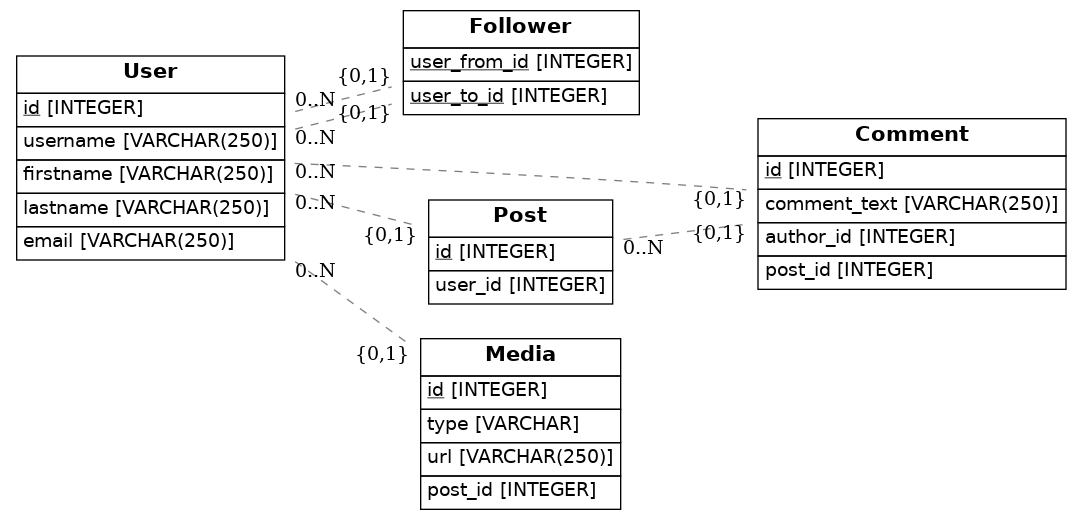 User
id [INTEGER]
username [VARCHAR(250)]
firstname [VARCHAR(250)]
lastname [VARCHAR(250)]
email [VARCHAR(250)]
Follower
user_from_id [INTEGER]
user_to_id [INTEGER]
{0,1}
0..N
{0,1}
0..N
0..N
{0,1}
0..N
{0,1}
0..N
{0,1}
0..N
{0,1}
Post
id [INTEGER]
user_id [INTEGER]
Comment
id [INTEGER]
comment_text [VARCHAR(250)]
author_id [INTEGER]
post_id [INTEGER]
Media
id [INTEGER]
type [VARCHAR]
url [VARCHAR(250)]
post_id [INTEGER]